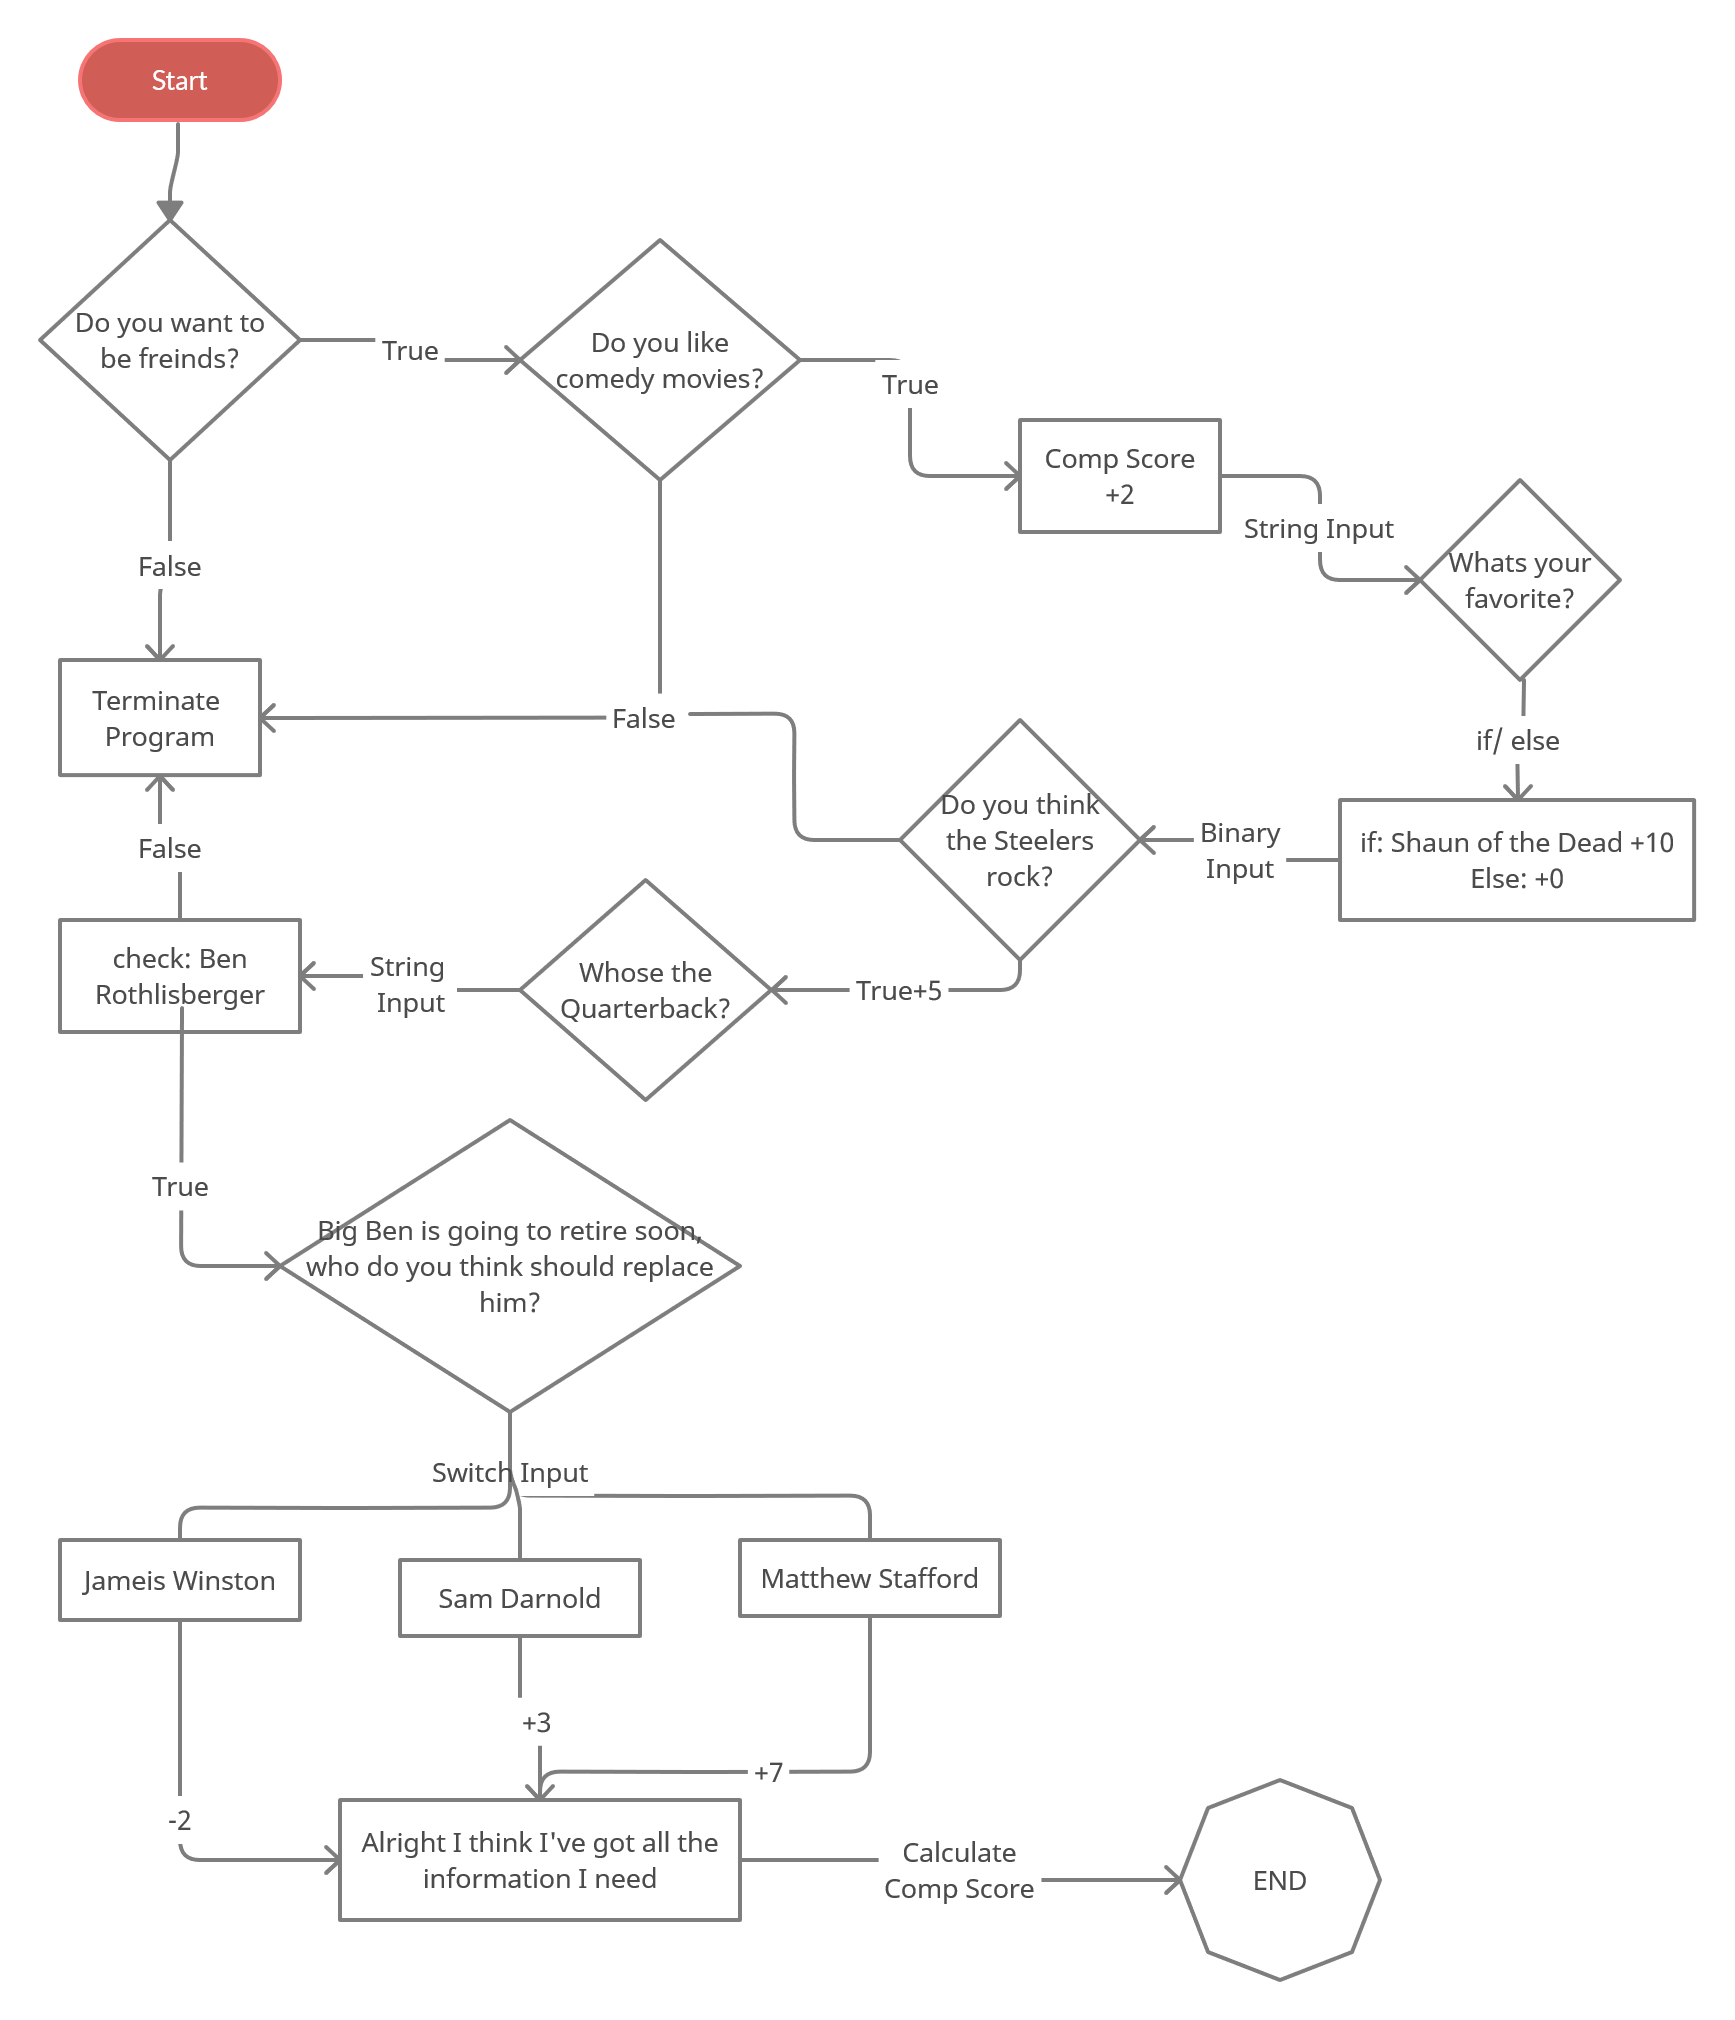 Start
Do you want to
be freinds?
True
Do you like
comedy movies?
True
Comp Score
+2
String Input
Whats your
favorite?
False
Terminate
Program
False
if/ else
if: Shaun of the Dead +10
Else: +0
Binary
Input
Do you think
the Steelers
rock?
False
check: Ben
Rothlisberger
String
Input
Whose the
Quarterback?
True+5
True
Big Ben is going to retire soon,
who do you think should replace
him?
Switch Input
Jameis Winston
Sam Darnold
Matthew Stafford
+3
+7
-2
Alright I think I've got all the
information I need
Calculate
Comp Score
END